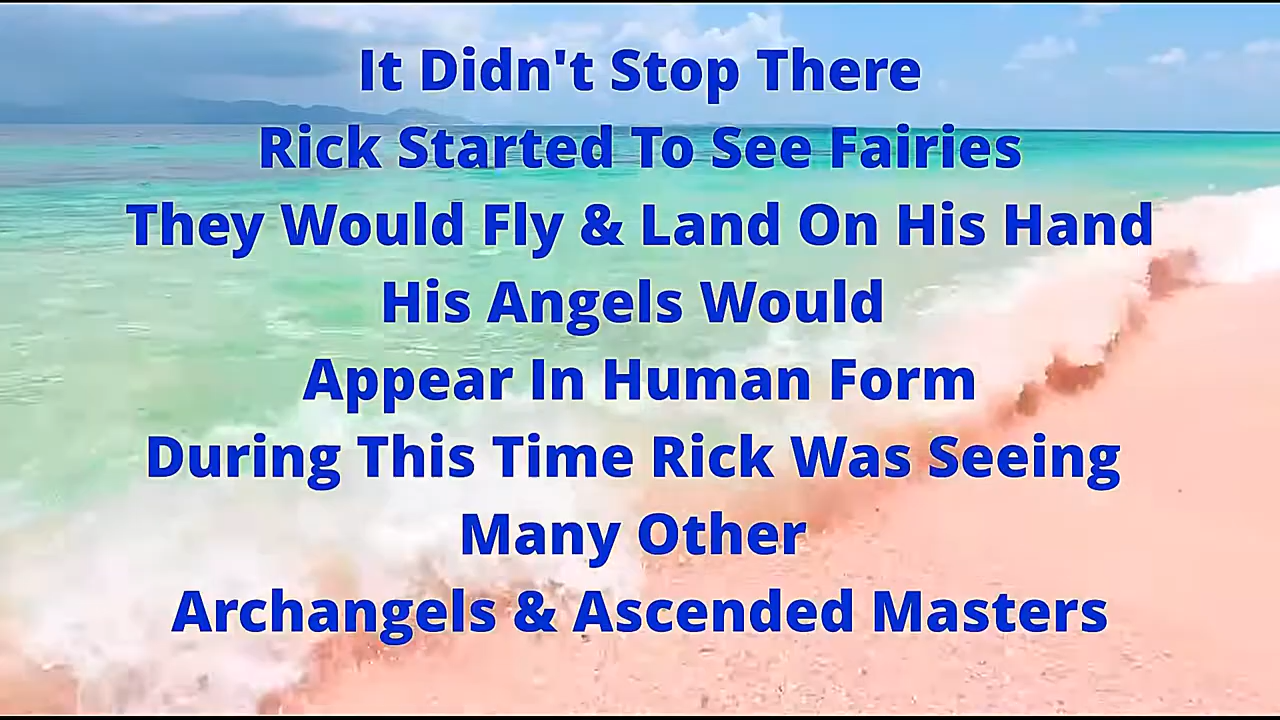 It Didn't Stop There
Rick Started To See Fairies
They Would Fly & Land On His Hand
His Angels Would
Appear In Human Form
During This Time Rick Was Seeing
Many Other
Archangels & Ascended Masters